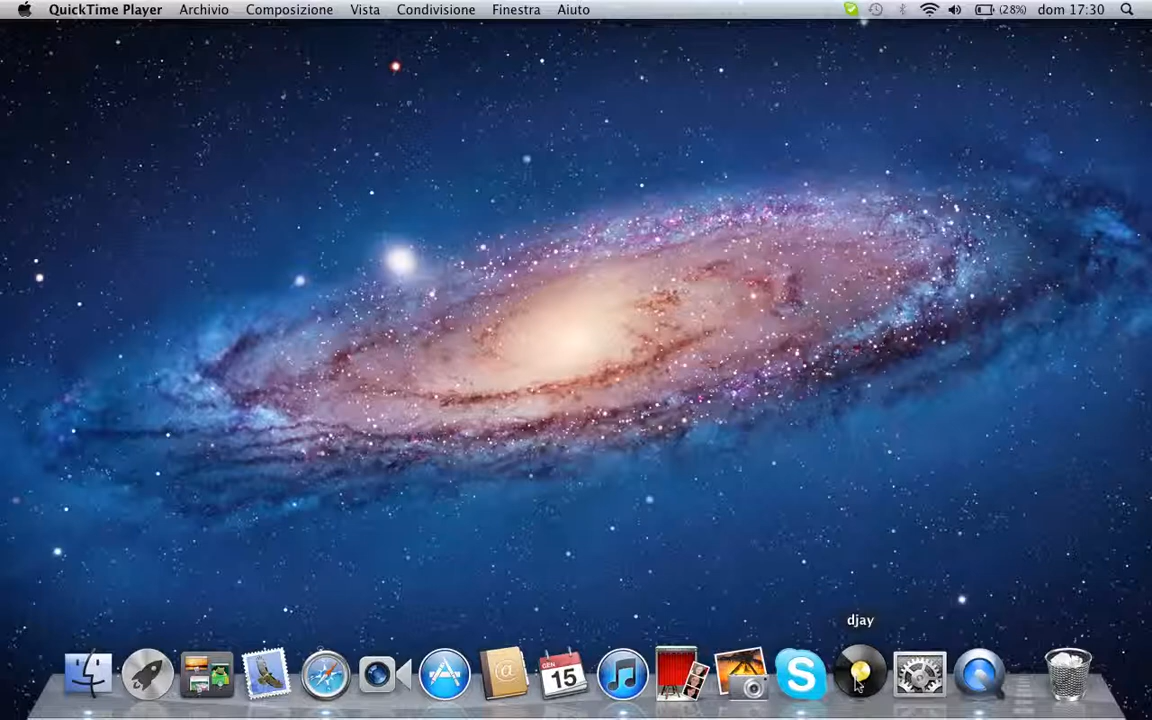 QuickTime Player Archivio Composizione Vista Condivisione Finestra Aiuto (28%) dom 17:30
djay
GEN
15